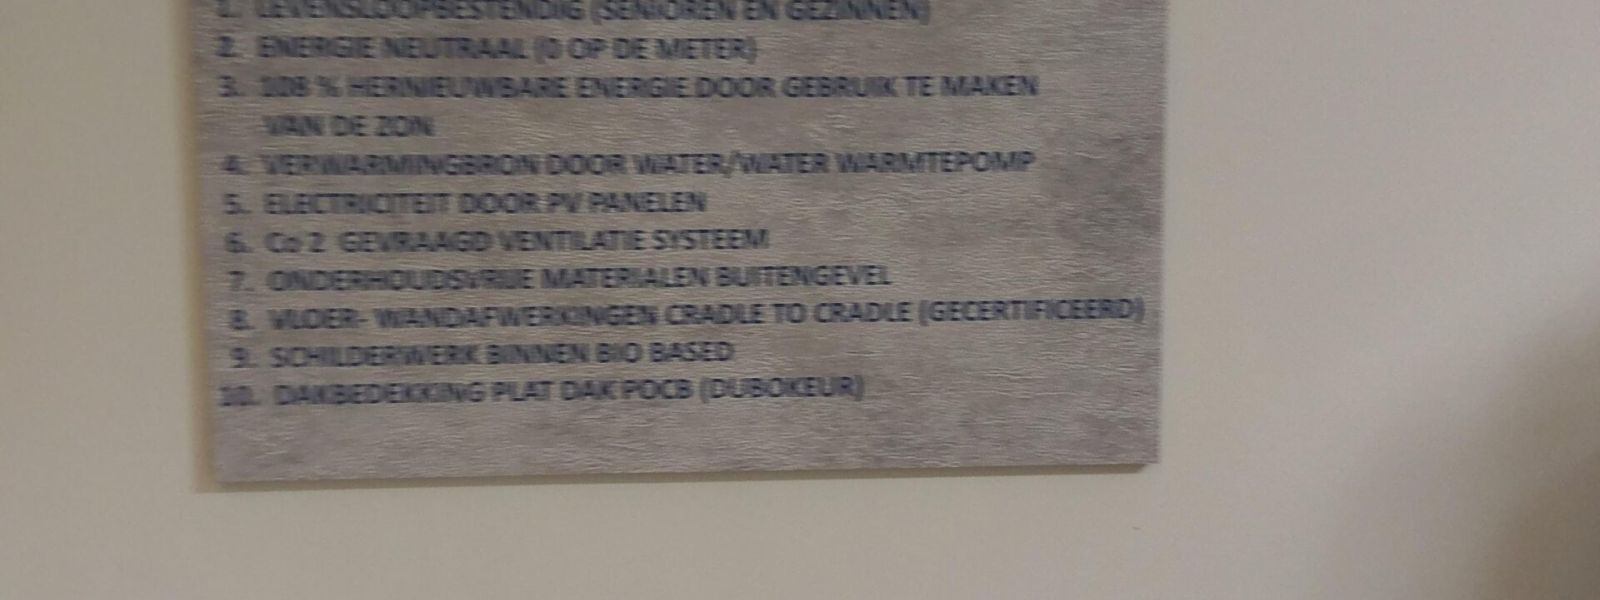 1. LEVENSLOOPBESTENDIG (SENIOREN EN GEZINNEN)
2. ENERGIE NEUTRAAL (0 OP DE METER)
3. 108 % HERNIEUWBARE ENERGIE DOOR GEBRUIK TE MAKEN
VAN DE ZON
4. VERWARMINGBRON DOOR WATER/WATER WARMTEPOMP
5. ELECTRICITEIT DOOR PV PANELEN
6. Co 2 GEVRAAGD VENTILATIE SYSTEEM
7. ONDERHOUDSVRIJE MATERIALEN BUITENGEVEL
8. VLOER- WANDAFWERKINGEN CRADLE TO CRADLE (GECERTIFICEERD)
9. SCHILDERWERK BINNEN BIO BASED
10. DAKBEDEKKING PLAT DAK POCB (DUBOKEUR)